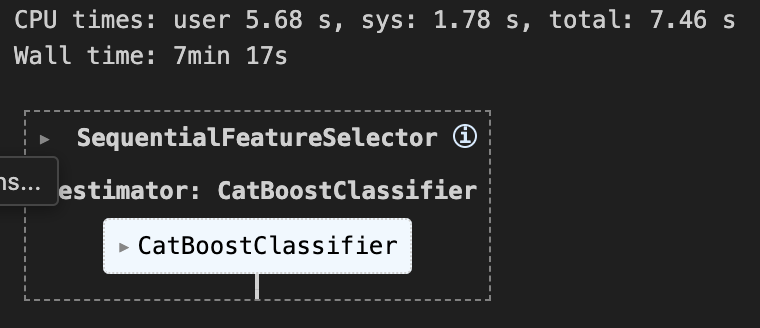 CPU times: user 5.68 s, sys: 1.78 s, total: 7.46 s
Wall time: 7min 17s
SequentialFeatureSelector
ns...
estimator: CatBoostClassifier
CatBoostClassifier